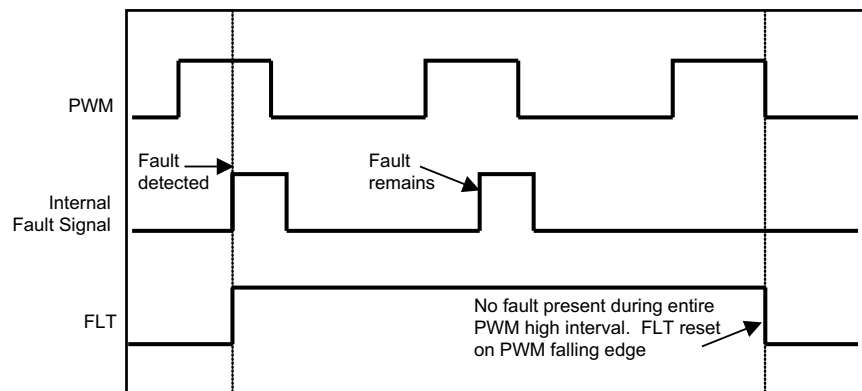 PWM
Fault
detected
Fault
remains
Internal
Fault Signal
No fault present during entire
PWM high interval.  FLT reset
on PWM falling edge
FLT